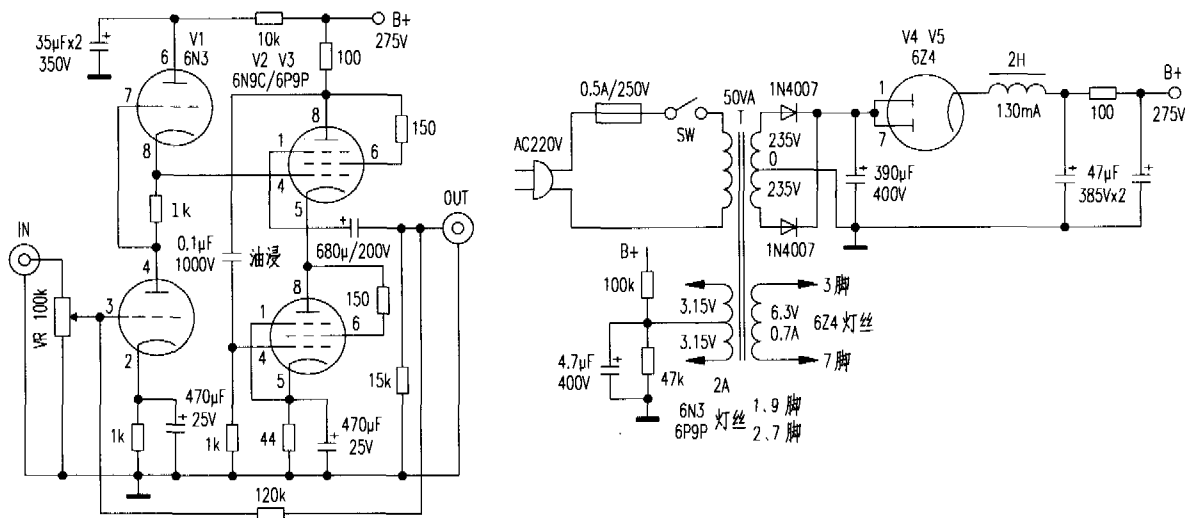 35μFx2
350V
V1
6N3
10k
V2 V3
6N9C/6P9P
100
B+
275V
6
7
8
1k
8
1
4
6
5
150
OUT
IN
VR 100k
0.1μF
1000V
油浸
680μ/200V
4
3
2
8
1
4
6
5
150
15k
470μF
25V
1k
1k
44
470μF
25V
120k
AC220V
0.5A/250V
SW
50VA
T
1N4007
235V
0
235V
1N4007
390μF
400V
V4 V5
6Z4
1
7
2H
130mA
100
B+
275V
47μF
385Vx2
B+
100k
4.7μF
400V
47k
3.15V
3.15V
2A
6.3V
0.7A
3脚
6Z4灯丝
7脚
6N3
6P9P
灯丝
1.9脚
2.7脚